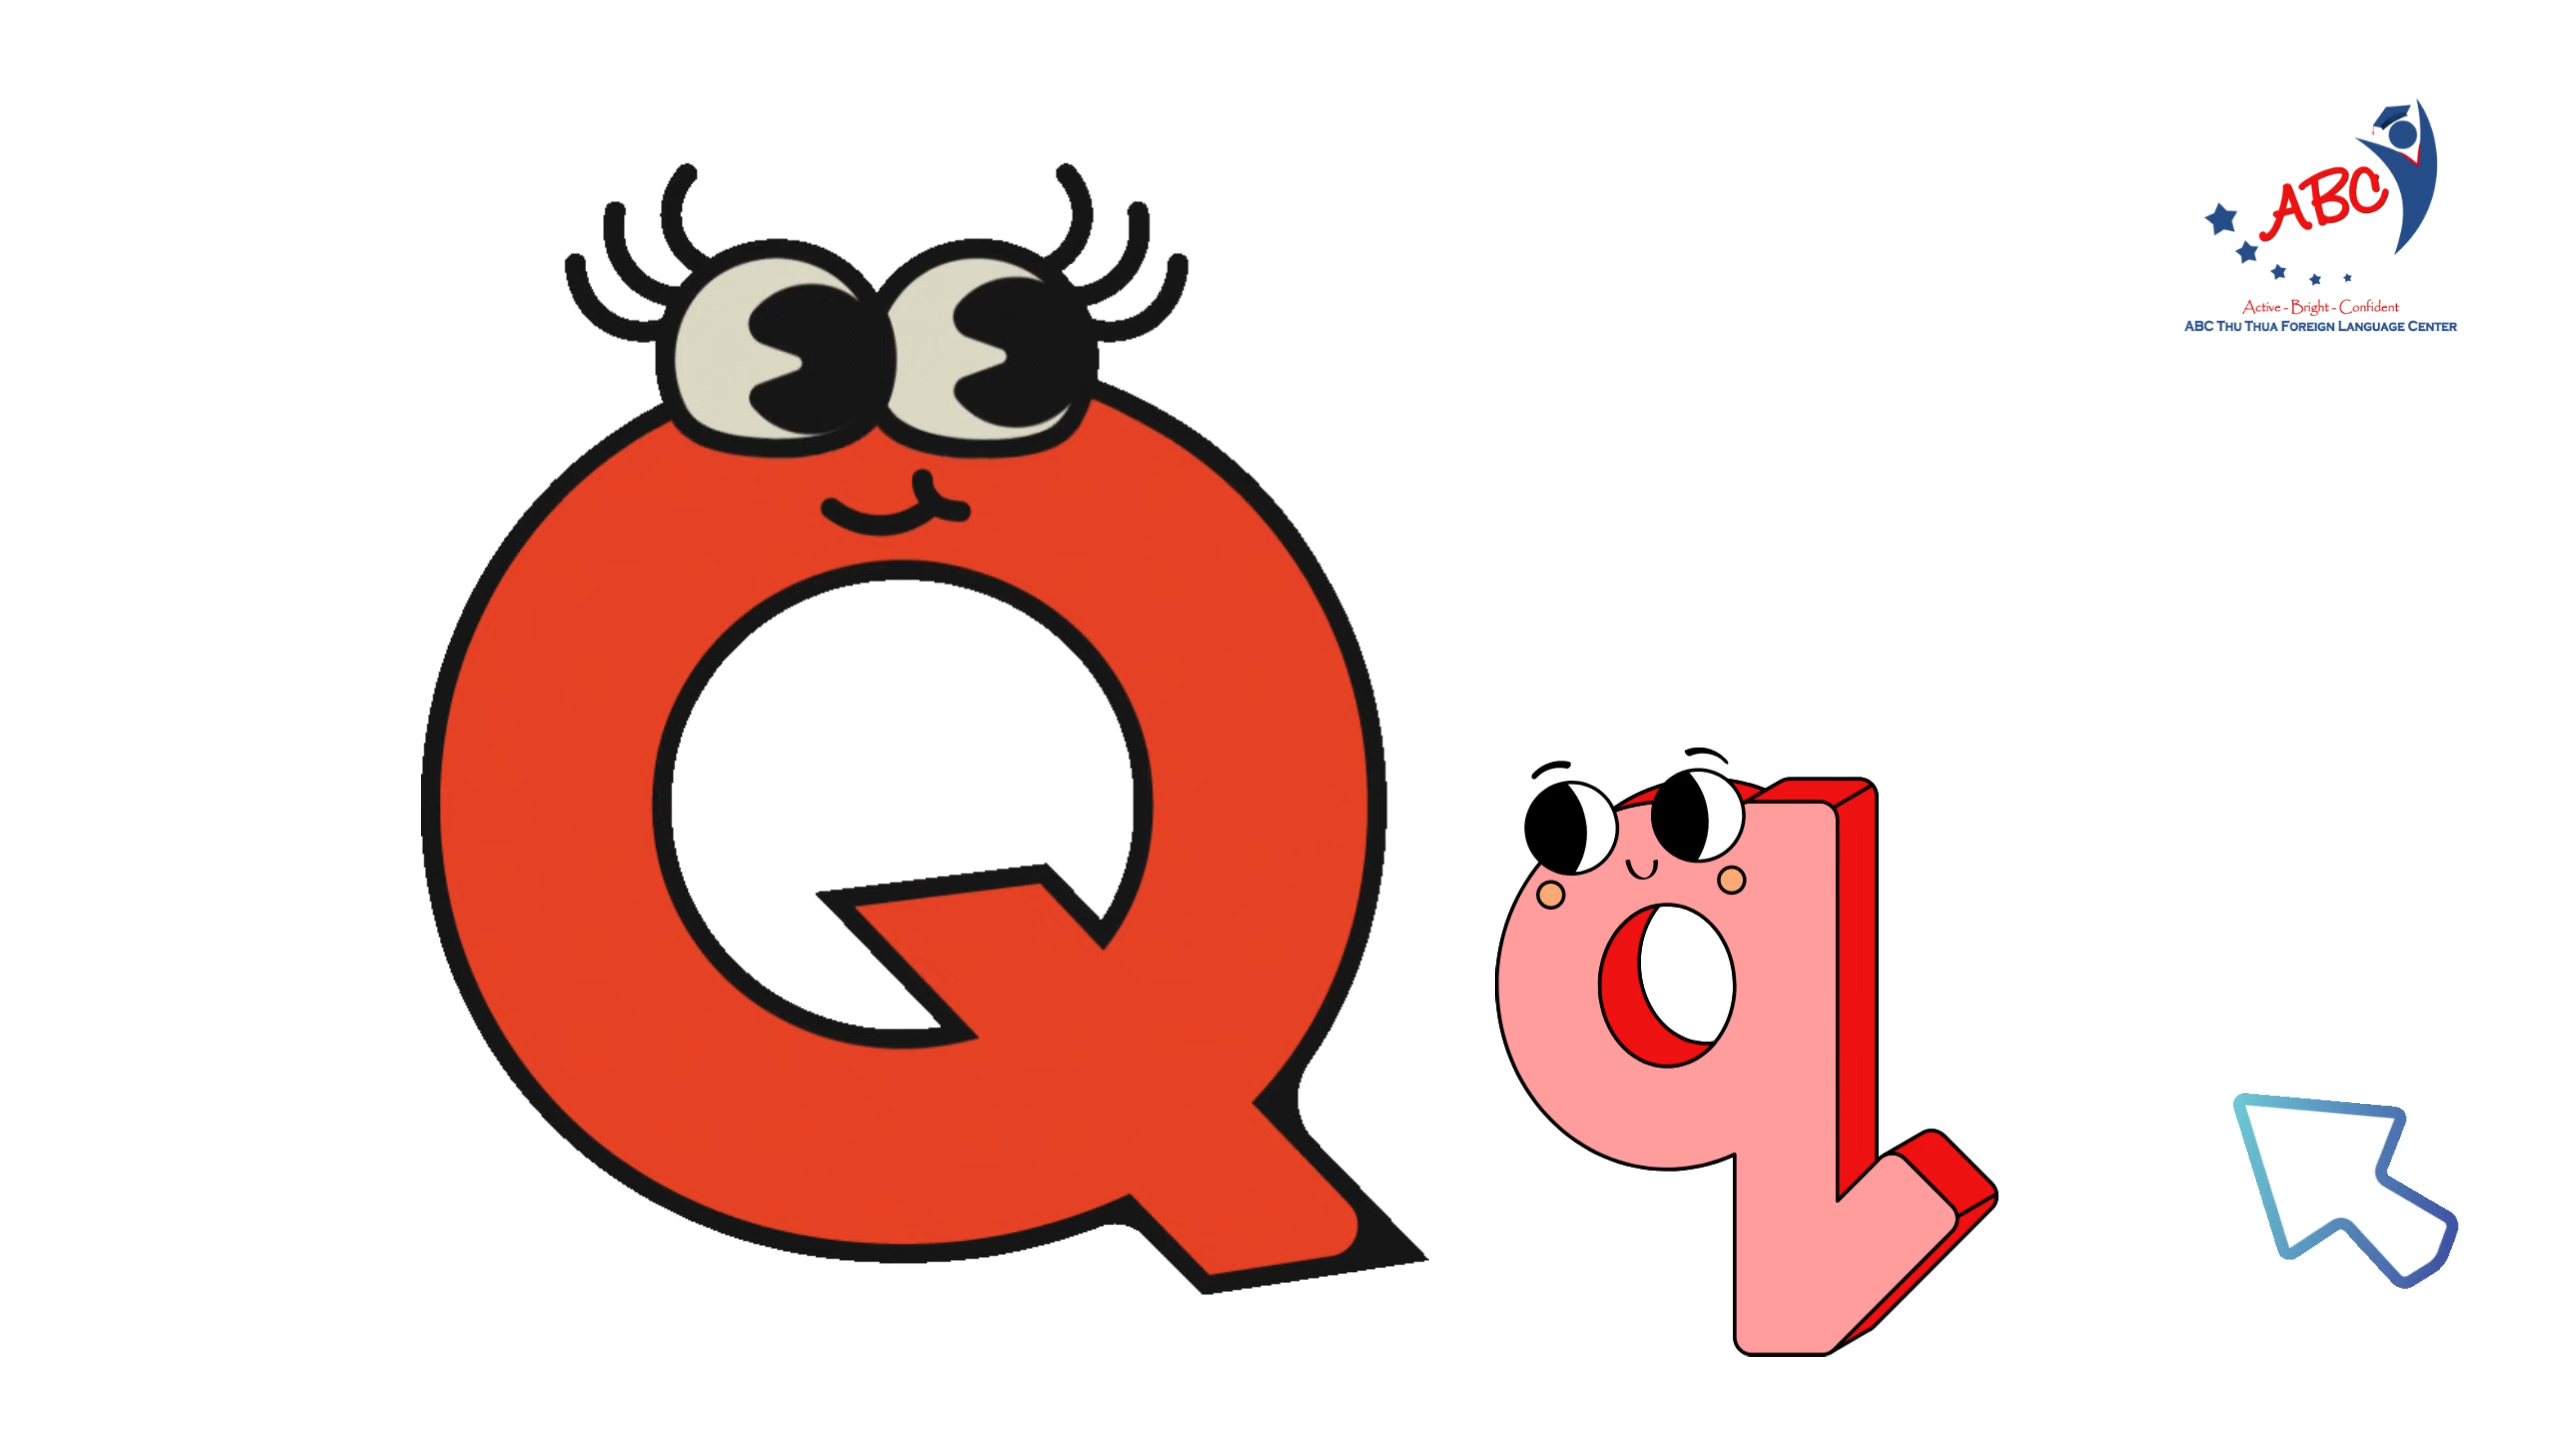 Q q
ABC
Active - Bright - Confident
ABC Thu Thua Foreign Language Center